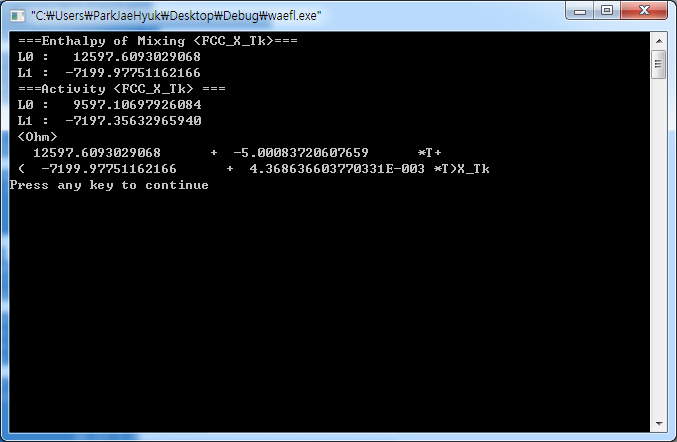 "C:₩Users₩ParkJaeHyuk₩Desktop₩Debug₩waefl.exe"
===Enthalpy of Mixing <FCC_X_Tk>===
L0 :   12597.6093029068
L1 :  -7199.97751162166
===Activity <FCC_X_Tk> ===
L0 :   9597.10697926084
L1 :  -7197.35632965940
<Ohm>
12597.6093029068      +  -5.00083720607659      *T+
(  -7199.97751162166      +  4.368636603770331E-003 *T)X_Tk
Press any key to continue